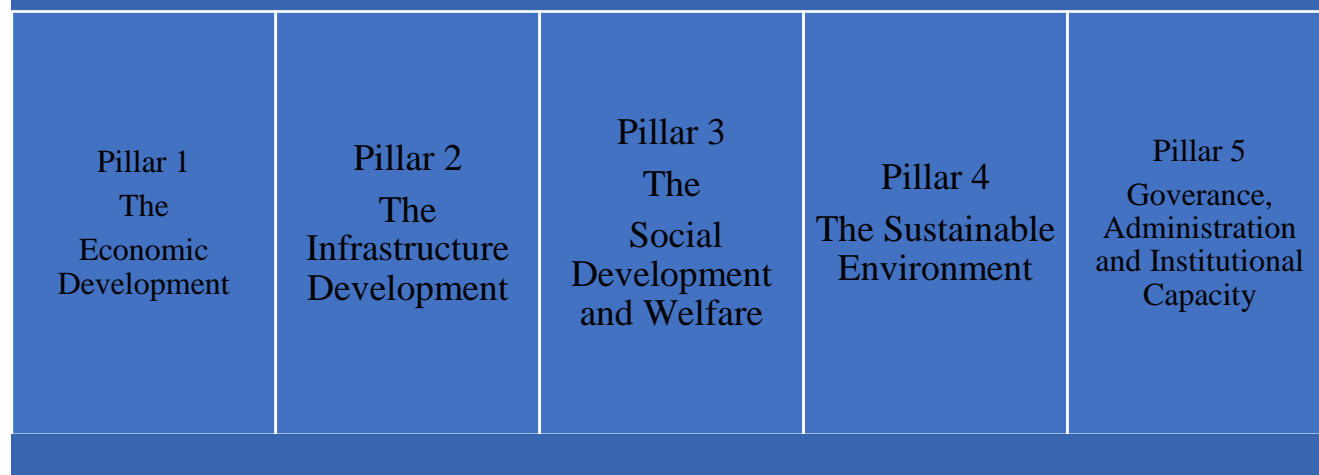 Pillar 1
The
Economic
Development
Pillar 2
The
Infrastructure
Development
Pillar 3
The
Social
Development
and Welfare
Pillar 4
The Sustainable
Environment
Pillar 5
Goverance,
Administration
and Institutional
Capacity